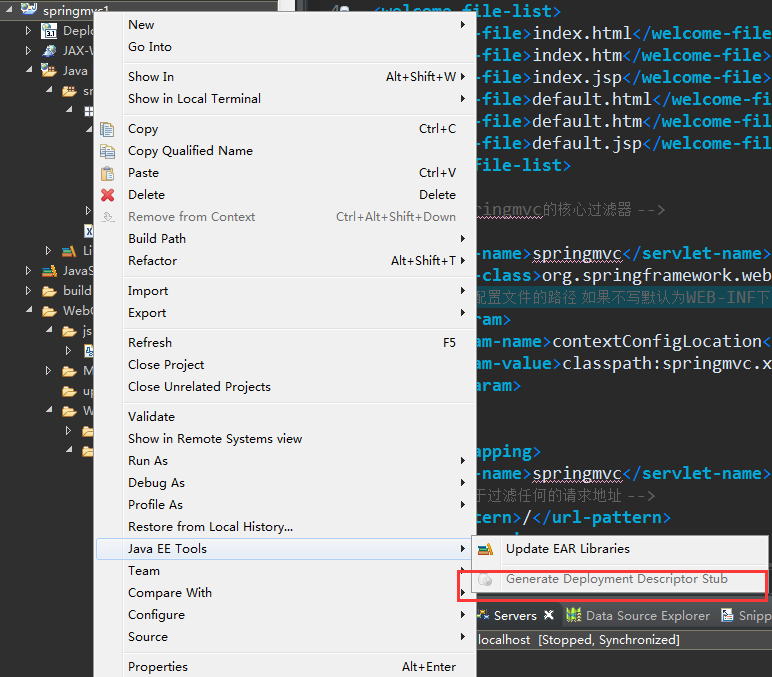 springmvc1
Deplo
JAX-W
Java
sr
Li
JavaS
build
WebC
js
M
up
W
New
Go Into
Show In Alt+Shift+W
Show in Local Terminal
Copy Ctrl+C
Copy Qualified Name
Paste Ctrl+V
Delete Delete
Remove from Context Ctrl+Alt+Shift+Down
Build Path
Refactor Alt+Shift+T
Import
Export
Refresh F5
Close Project
Close Unrelated Projects
Validate
Show in Remote Systems view
Run As
Debug As
Profile As
Restore from Local History...
Java EE Tools
Team
Compare With
Configure
Source
Properties Alt+Enter
Update EAR Libraries
Generate Deployment Descriptor Stub
<welcome-file-list>
-file>index.html</welcome-file>
-file>index.htm</welcome-file>
-file>index.jsp</welcome-file>
-file>default.html</welcome-fil
-file>default.htm</welcome-file
-file>default.jsp</welcome-file
file-list>
ringmvc的核心过滤器 -->
-name>springmvc</servlet-name>
-class>org.springframework.web
配置文件的路径 如果不写默认为WEB-INF下
ram>
am-name>contextConfigLocation<
am-value>classpath:springmvc.x
aram>
apping>
-name>springmvc</servlet-name>
于过滤任何的请求地址 -->
tern>/</url-pattern>
Servers Data Source Explorer Snipp
localhost [Stopped, Synchronized]